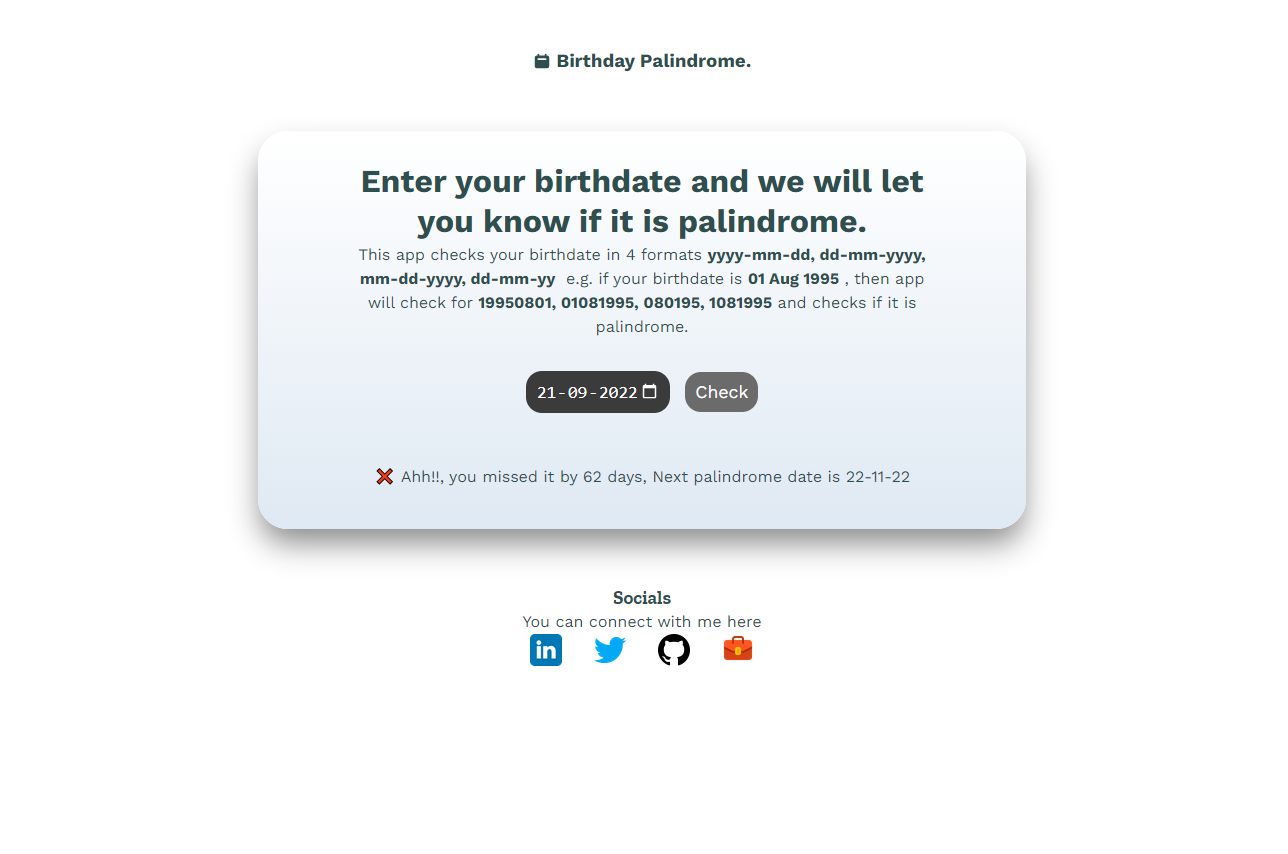 Birthday Palindrome.
Enter your birthdate and we will let
you know if it is palindrome.
This app checks your birthdate in 4 formats yyyy-mm-dd, dd-mm-yyyy,
mm-dd-yyyy, dd-mm-yy e.g. if your birthdate is 01 Aug 1995 , then app
will check for 19950801, 01081995, 080195, 1081995 and checks if it is
palindrome.
21-09-2022 Check
❌ Ahh!!, you missed it by 62 days, Next palindrome date is 22-11-22
Socials
You can connect with me here
in